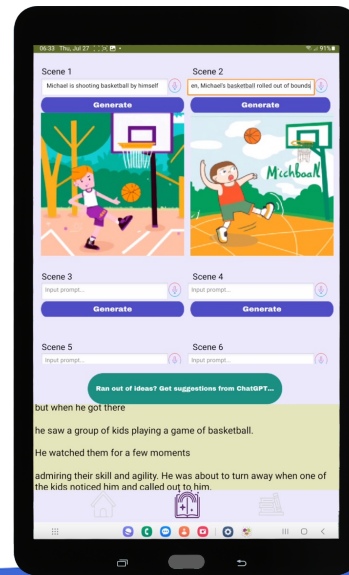 06:33 Thu, Jul 27
91%
Scene 1
Scene 2
Michael is shooting basketball by himself
en, Michael's basketball rolled out of bounds
Generate
Generate
Michboall
Scene 3
Scene 4
Input prompt...
Input prompt...
Generate
Generate
Scene 5
Scene 6
Input prompt...
Input prompt...
Ran out of ideas? Get suggestions from ChatGPT...
but when he got there
he saw a group of kids playing a game of basketball.
He watched them for a few moments
admiring their skill and agility. He was about to turn away when one of
the kids noticed him and called out to him.